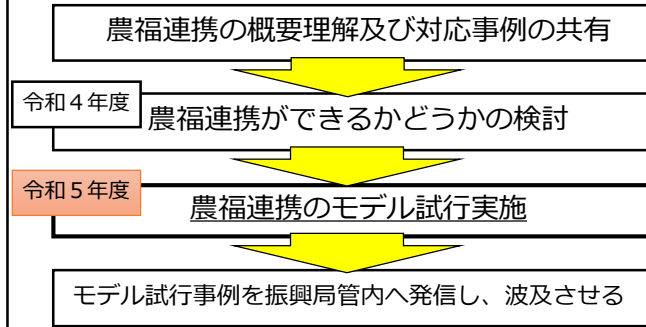 農福連携の概要理解及び対応事例の共有
令和4年度
農福連携ができるかどうかの検討
令和5年度
農福連携のモデル試行実施
モデル試行事例を振興局管内へ発信し、波及させる